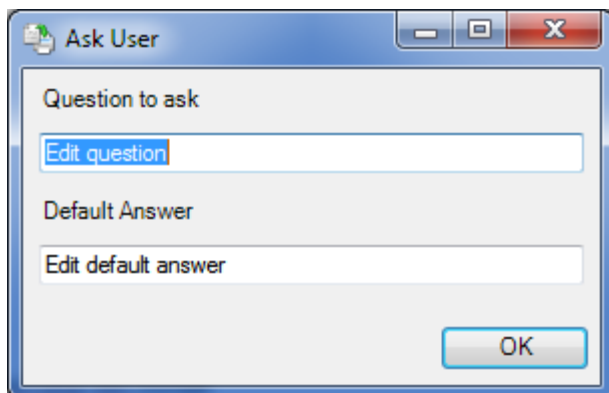 Ask User
Question to ask
Edit question
Default Answer
Edit default answer
OK